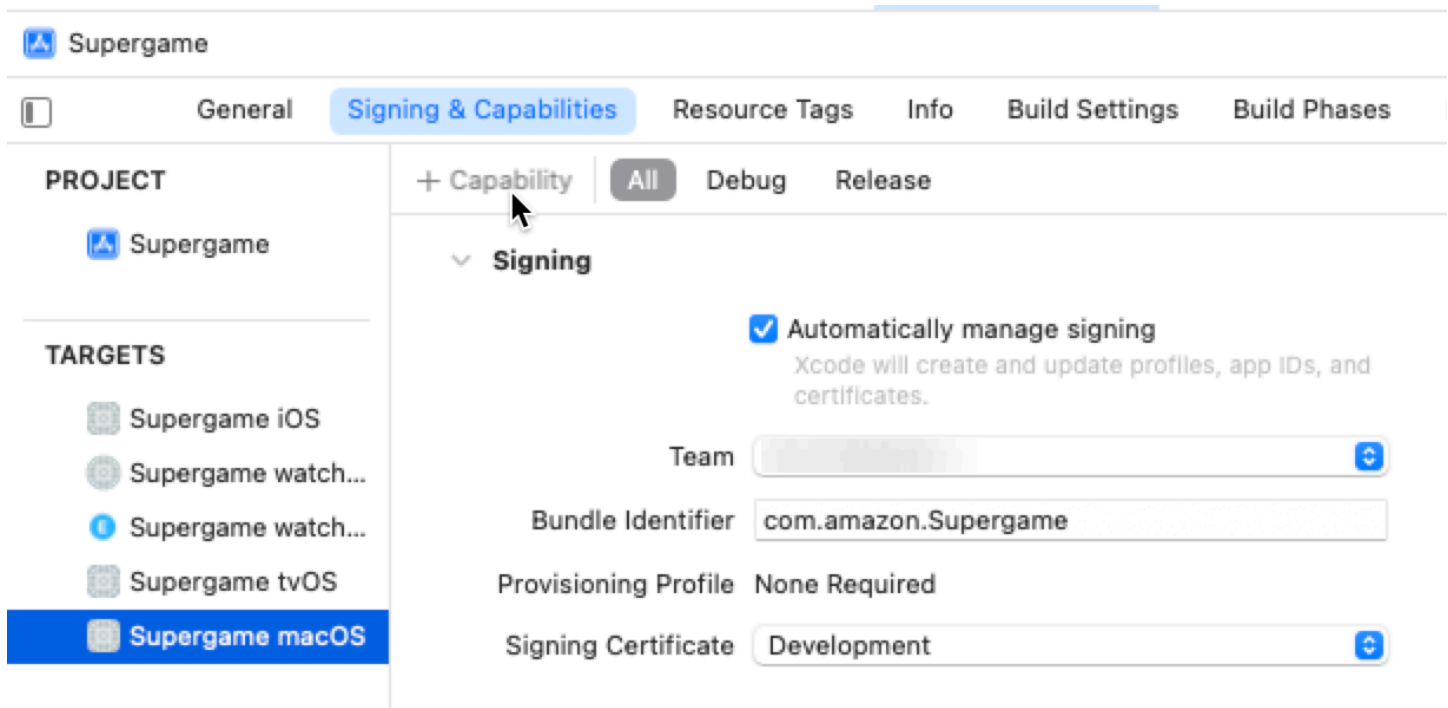 Supergame
General Signing & Capabilities Resource Tags Info Build Settings Build Phases
PROJECT
Supergame
TARGETS
Supergame iOS
Supergame watch...
Supergame watch...
Supergame tvOS
Supergame macOS
+ Capability All Debug Release
Signing
Automatically manage signing
Xcode will create and update profiles, app IDs, and
certificates.
Team
Bundle Identifier com.amazon.Supergame
Provisioning Profile None Required
Signing Certificate Development